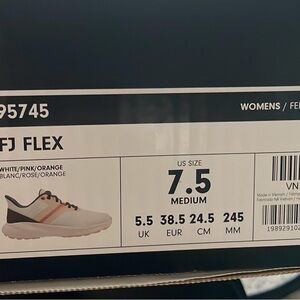 95745
WOMENS / FE
FJ FLEX
WHITE/PINK/ORANGE
BLANC/ROSE/ORANGE
US SIZE
7.5
MEDIUM
5.5 38.5 24.5 245
UK EUR CM MM
VN
Made in Vietnam /
19892910